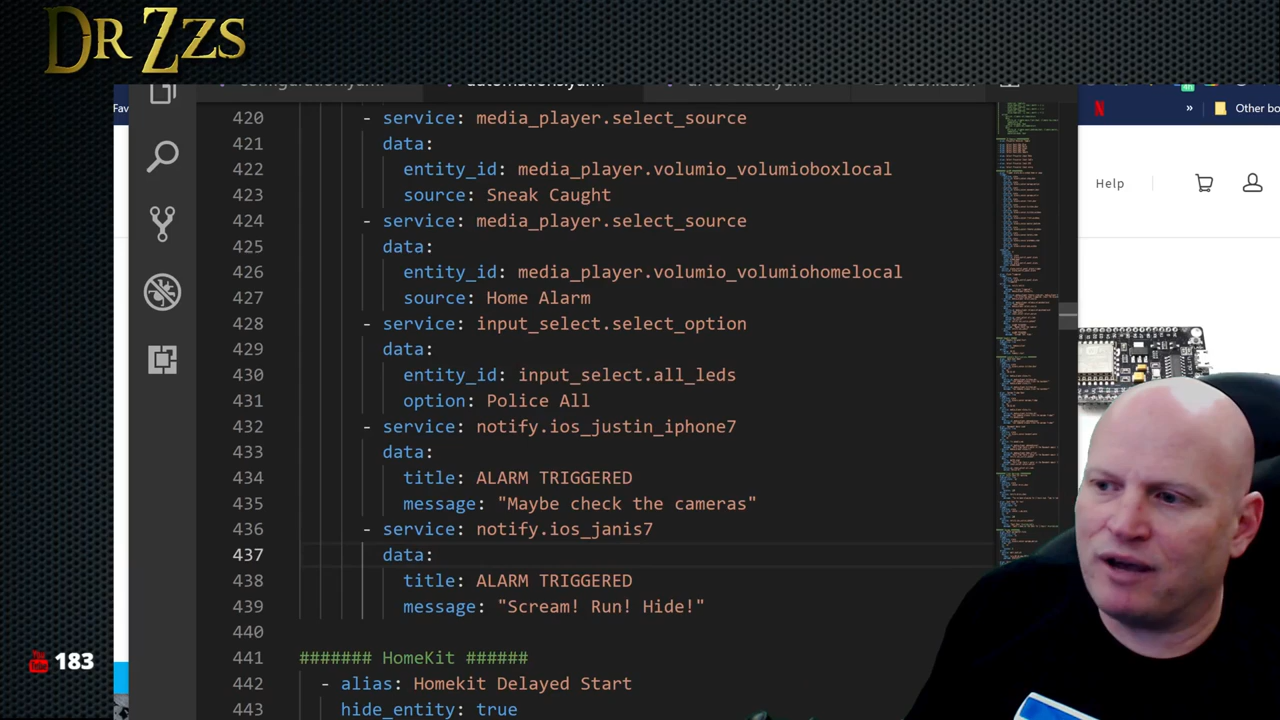 DR ZZS
Fav
Other bo
420 - service: media_player.select_source
421 data:
422 entity_id: media_player.volumio_volumioboxlocal
423 source: Sneak Caught
424 - service: media_player.select_source
425 data:
426 entity_id: media_player.volumio_volumiohomelocal
427 source: Home Alarm
428 - service: input_select.select_option
429 data:
430 entity_id: input_select.all_leds
431 option: Police All
432 - service: notify.ios_justin_iphone7
433 data:
434 title: ALARM TRIGGERED
435 message: "Maybe check the cameras"
436 - service: notify.ios_janis7
437 data:
438 title: ALARM TRIGGERED
439 message: "Scream! Run! Hide!"
440
441 ####### HomeKit ######
442 - alias: Homekit Delayed Start
443 hide_entity: true
N
»
Help
183